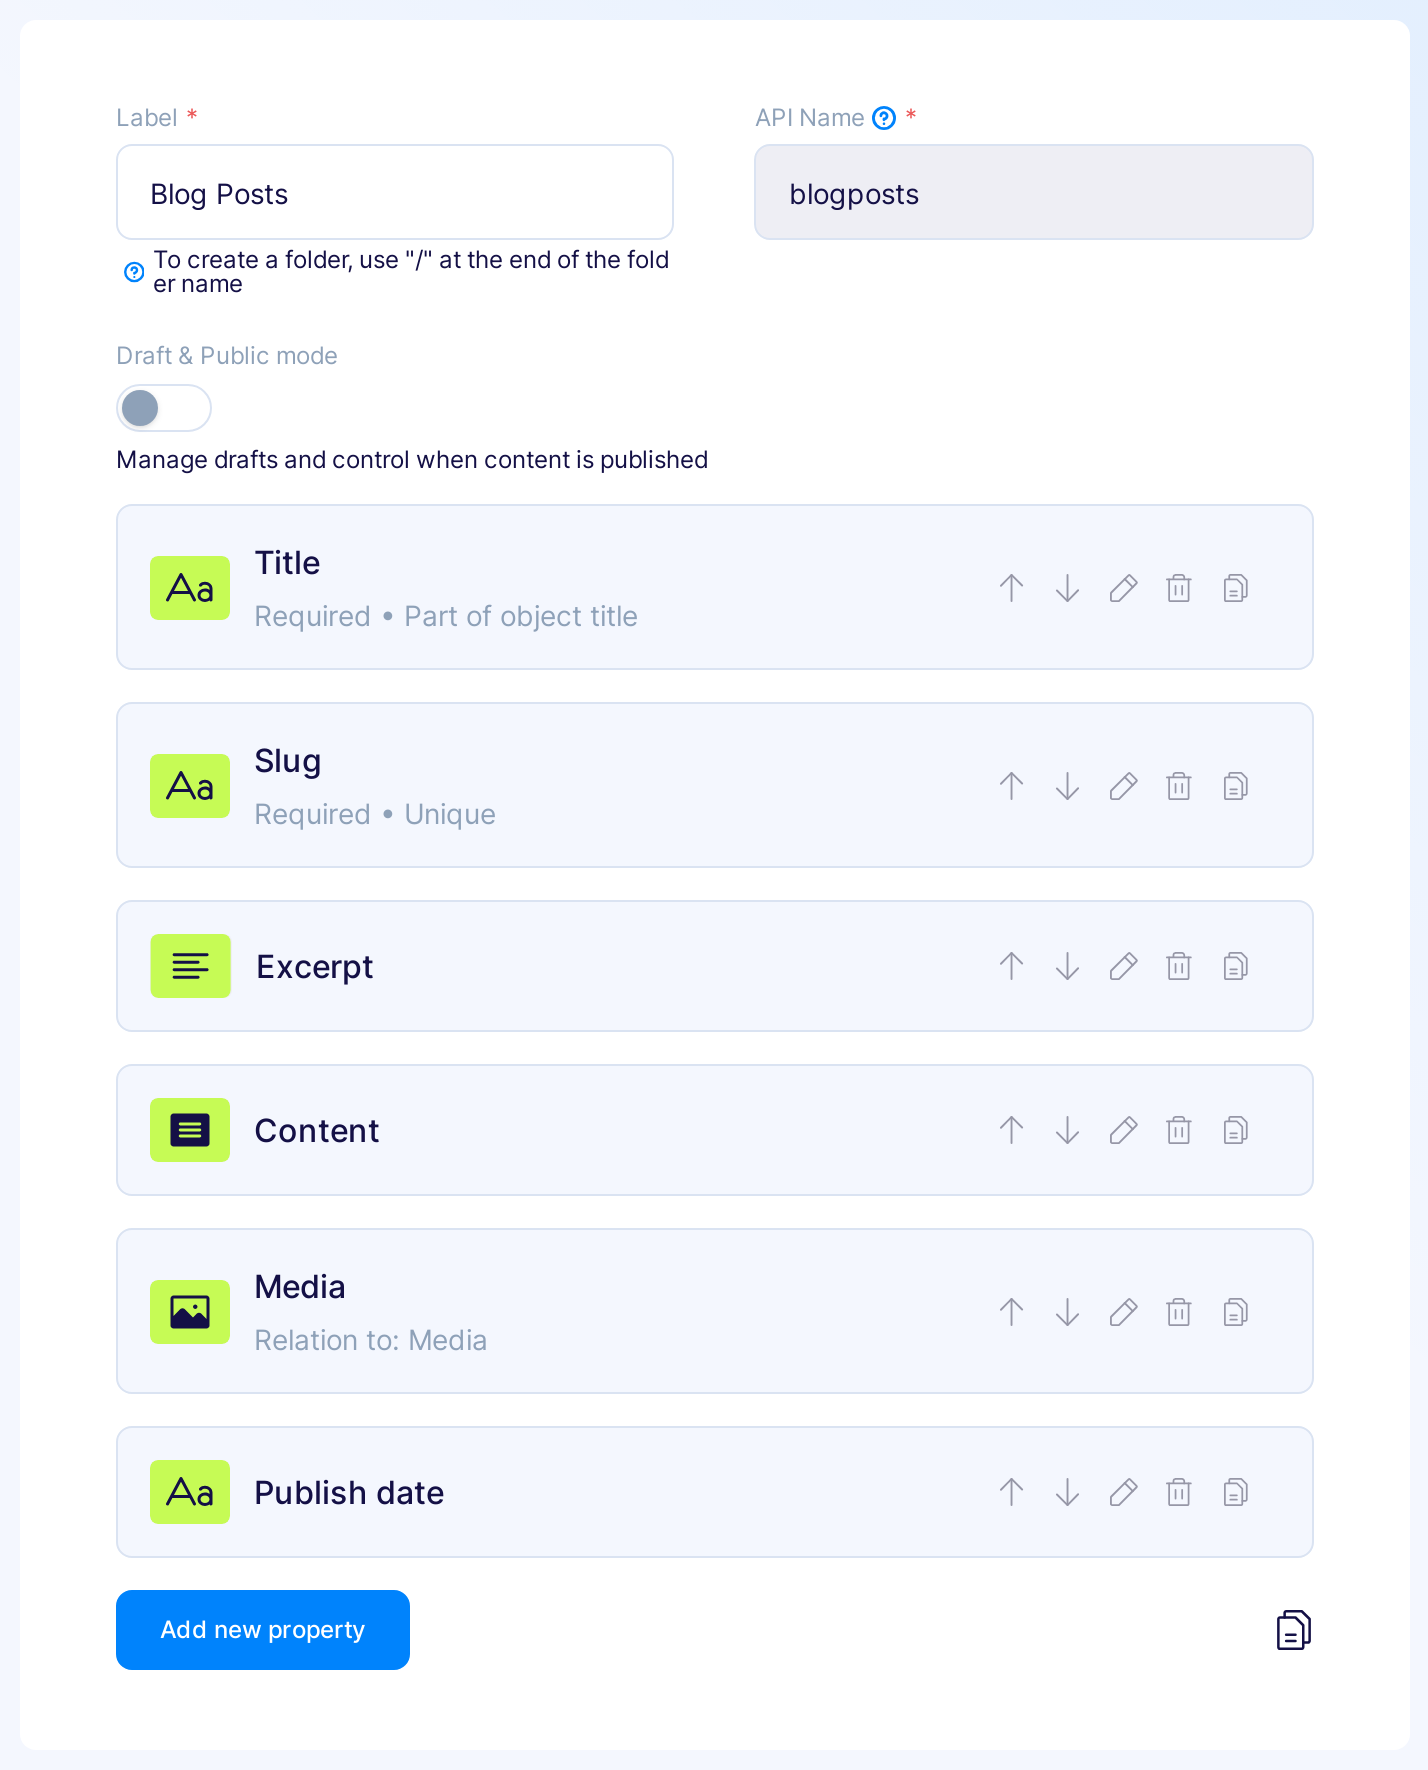 Label *
API Name *
Blog Posts
blogposts
To create a folder, use "/" at the end of the fold
er name
Draft & Public mode
Manage drafts and control when content is published
Aa
Title
Required • Part of object title
Aa
Slug
Required • Unique
Excerpt
Content
Media
Relation to: Media
Aa
Publish date
Add new property